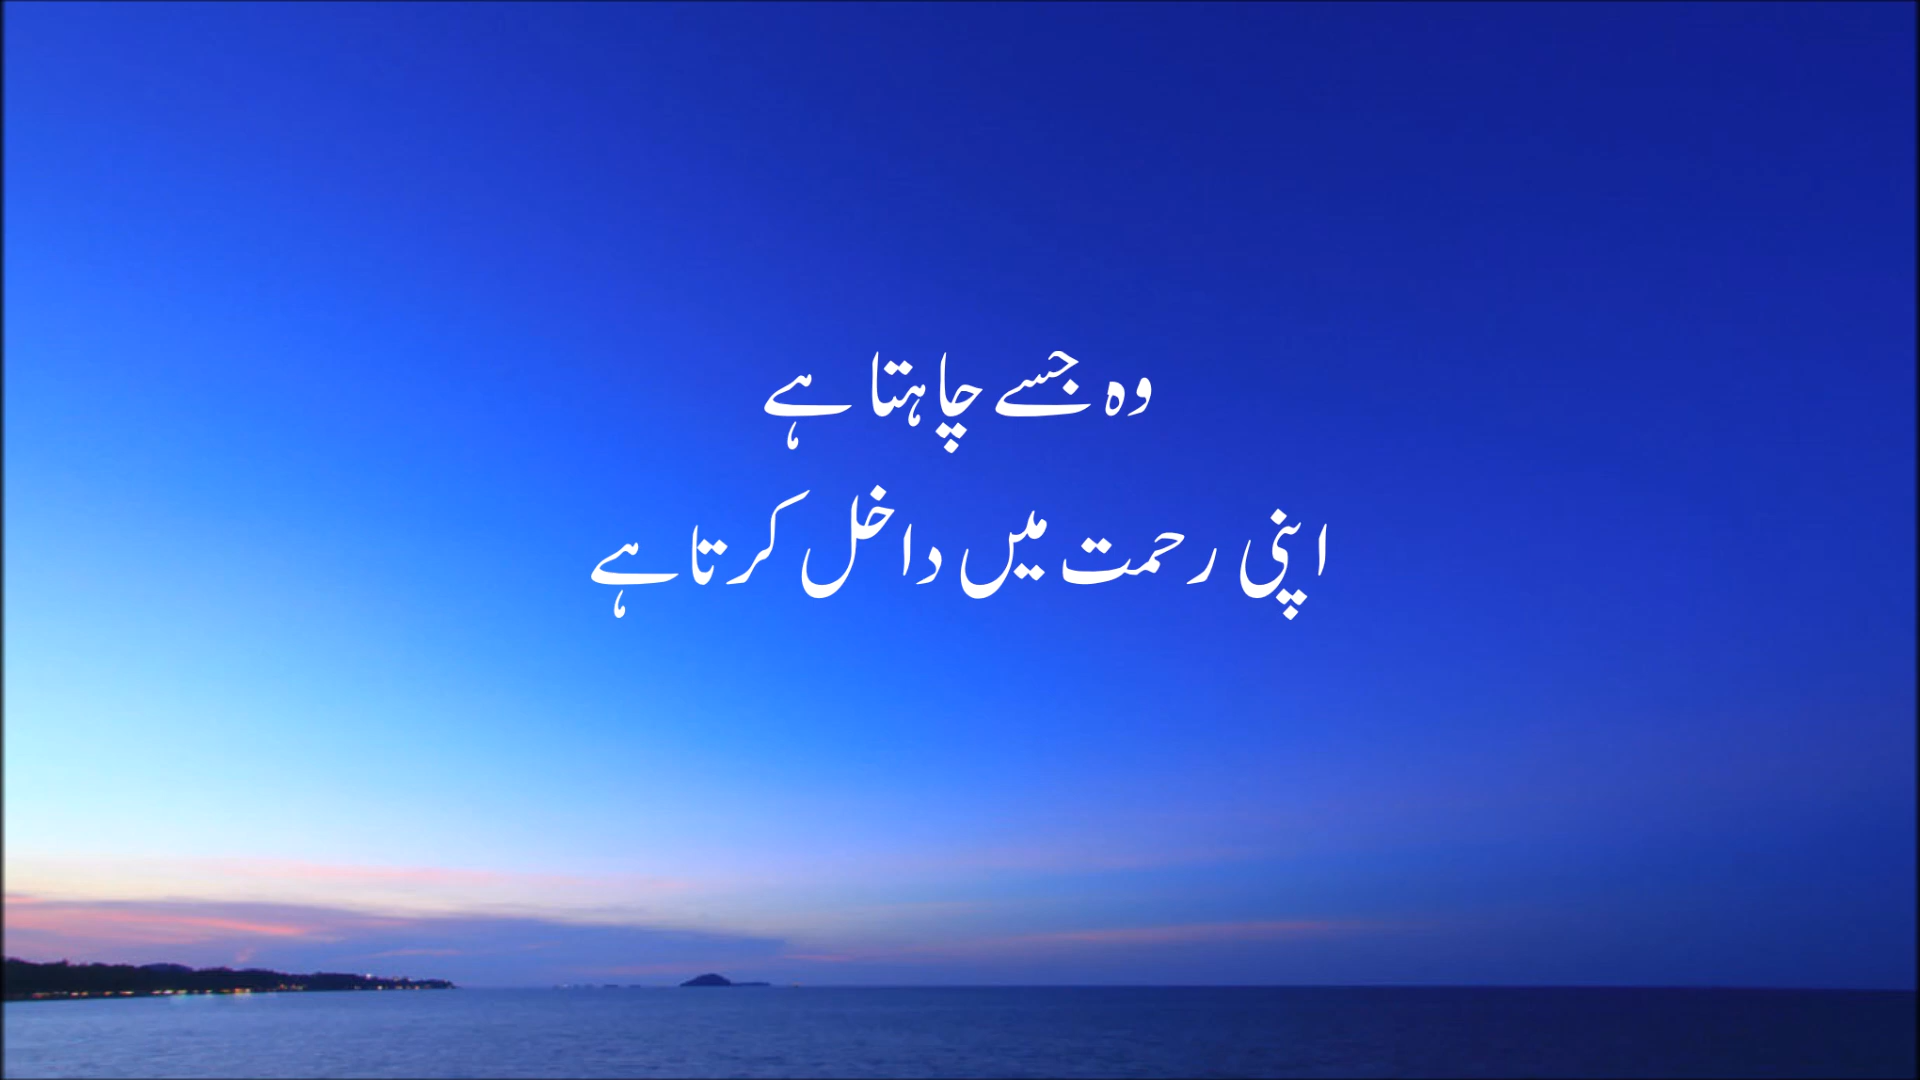 وہ جسے چاہتا ہے
اپنی رحمت میں داخل کرتا ہے